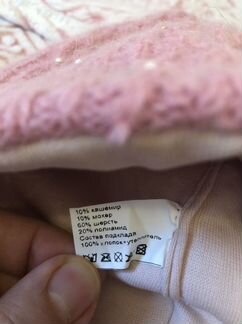 10% кашемир
10% мохер
60% шерсть
20% полиамид
Состав подклада
100% хлопок+утеплитель